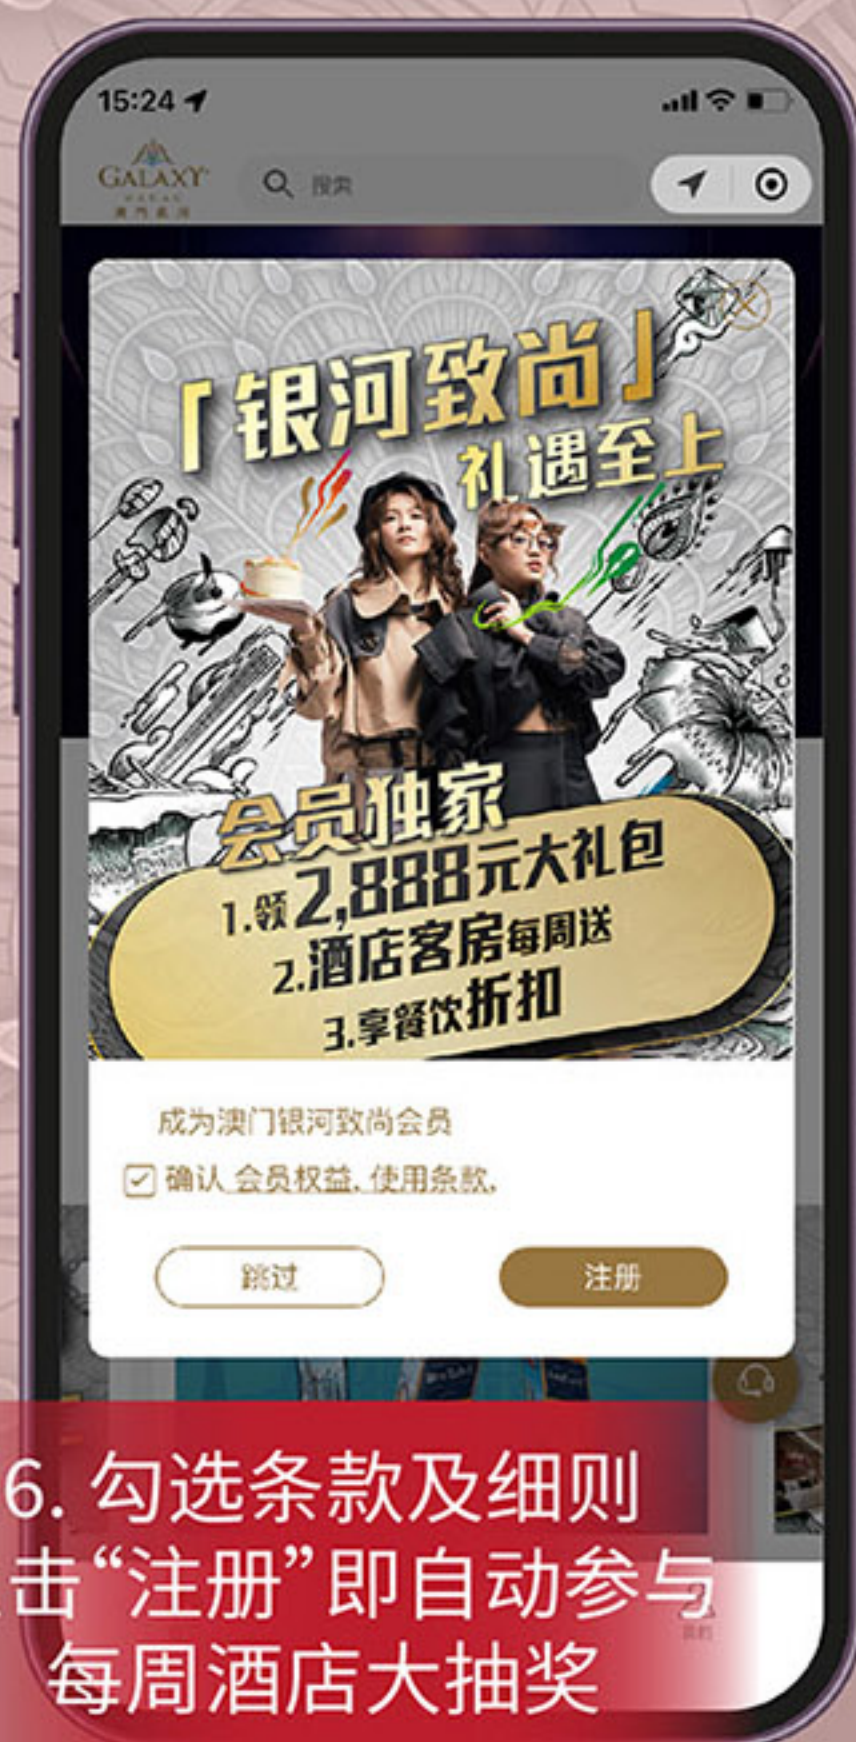 15:24
GALAXY
MACAU
澳門銀河
搜索
「银河致尚」
礼遇至上
会员独家
1.领2,888元大礼包
2.酒店客房每周送
3.享餐饮折扣
成为澳门银河致尚会员
确认 会员权益, 使用条款,
跳过
注册
6. 勾选条款及细则
击“注册”即自动参与
每周酒店大抽奖